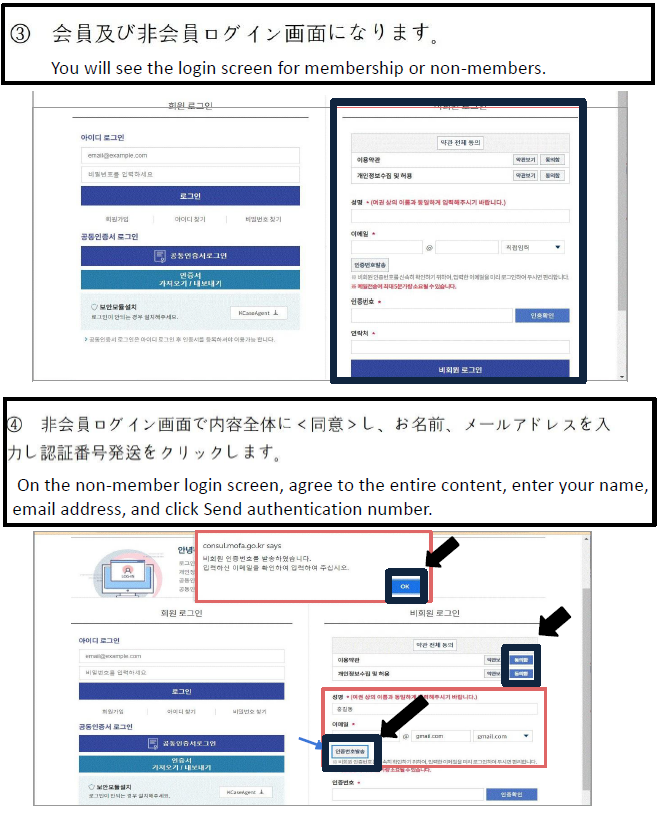 ③ 会員及び非会員ログイン画面になります。
You will see the login screen for membership or non-members.
회원 로그인
아이디 로그인
email@example.com
비밀번호를 입력하세요
로그인
회원가입 아이디 찾기 비밀번호 찾기
공동인증서 로그인
공동인증서로그인
인증서
가져오기 / 내보내기
보안모듈설치
로그인이 안되는 경우 설치해주세요.
KCaseAgent
> 공동인증서 로그인은 아이디 로그인 후 인증서를 등록하셔야 이용가능 합니다.
비회원 로그인
약관 전체 동의
이용약관 약관보기 동의함
개인정보수집 및 허용 약관보기 동의함
성명 * (여권 상의 이름과 동일하게 입력해주시기 바랍니다.)
이메일 *
@ 직접입력
인증번호발송
※ 비회원 인증번호를 신속히 확인하기 위하여, 입력한 이메일을 미리 로그인하여 두시면 편리합니다.
※ 메일전송에 최대 5분가량 소요될 수 있습니다.
인증번호 *
인증확인
연락처 *
비회원 로그인
④ 非会員ログイン画面で内容全体に＜同意＞し、お名前、メールアドレスを入
力し認証番号発送をクリックします。
On the non-member login screen, agree to the entire content, enter your name,
email address, and click Send authentication number.
consul.mofa.go.kr says
비회원 인증번호를 발송하였습니다.
입력하신 이메일을 확인하여 입력하여 주십시오.
OK
안녕
로그인
공동인
공동인
회원 로그인
아이디 로그인
email@example.com
비밀번호를 입력하세요
로그인
회원가입 아이디 찾기 비밀번호 찾기
공동인증서 로그인
공동인증서로그인
인증서
가져오기 / 내보내기
보안모듈설치
로그인이 안되는 경우 설치해주세요.
KCaseAgent
비회원 로그인
약관 전체 동의
이용약관 약관보 동의함
개인정보수집 및 허용 약관보 동의함
성명 * (여권 상의 이름과 동일하게 입력해주시기 바랍니다.)
홍길동
이메일 *
@ gmail.com gmail.com
인증번호발송
인증번호 *
인증확인